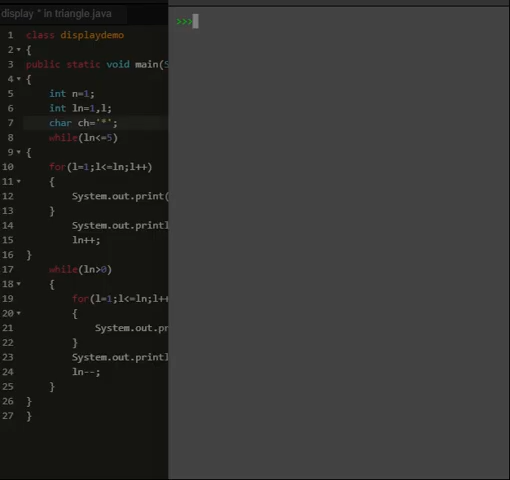 display * in triangle.java
>>>
1 class displaydemo
2 {
3 public static void main(S
4 {
5 int n=1;
6 int ln=1,l;
7 char ch='*';
8 while(ln<=5)
9 {
10 for(l=1;l<=ln;l++)
11 {
12 System.out.print(
13 }
14 System.out.printl
15 ln++;
16 }
17 while(ln>0)
18 {
19 for(l=1;l<=ln;l++
20 {
21 System.out.pr
22 }
23 System.out.printl
24 ln--;
25 }
26 }
27 }